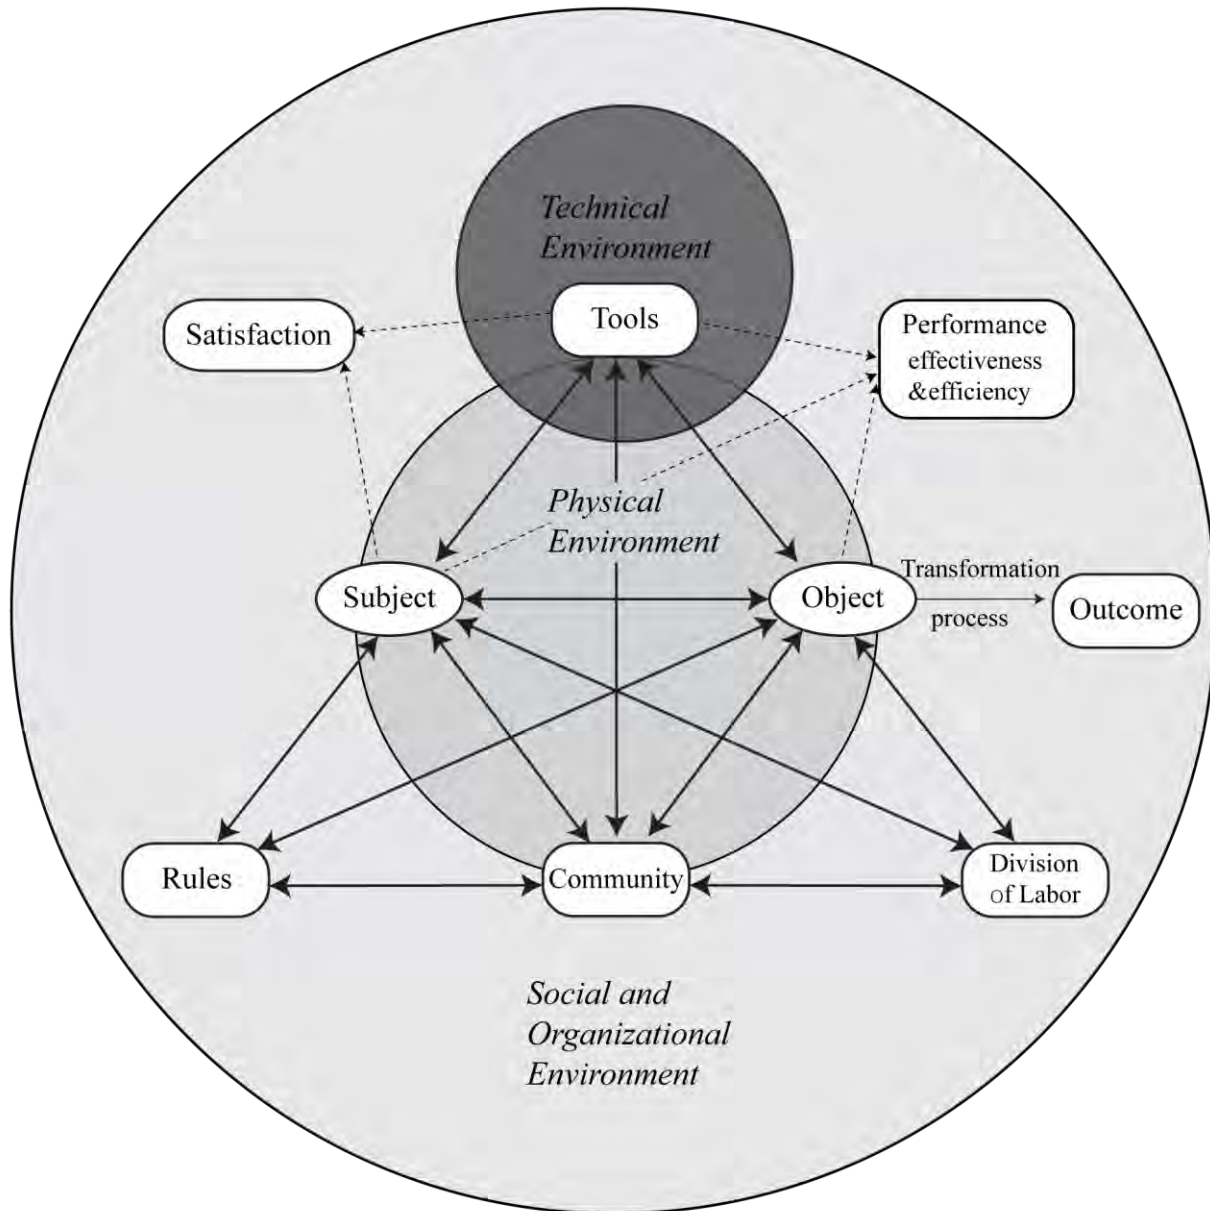 Technical
Environment
Satisfaction
Tools
Performance
effectiveness
&efficiency
Physical
Environment
Subject
Object
Transformation
process
Outcome
Rules
Community
Division
of Labor
Social and
Organizational
Environment